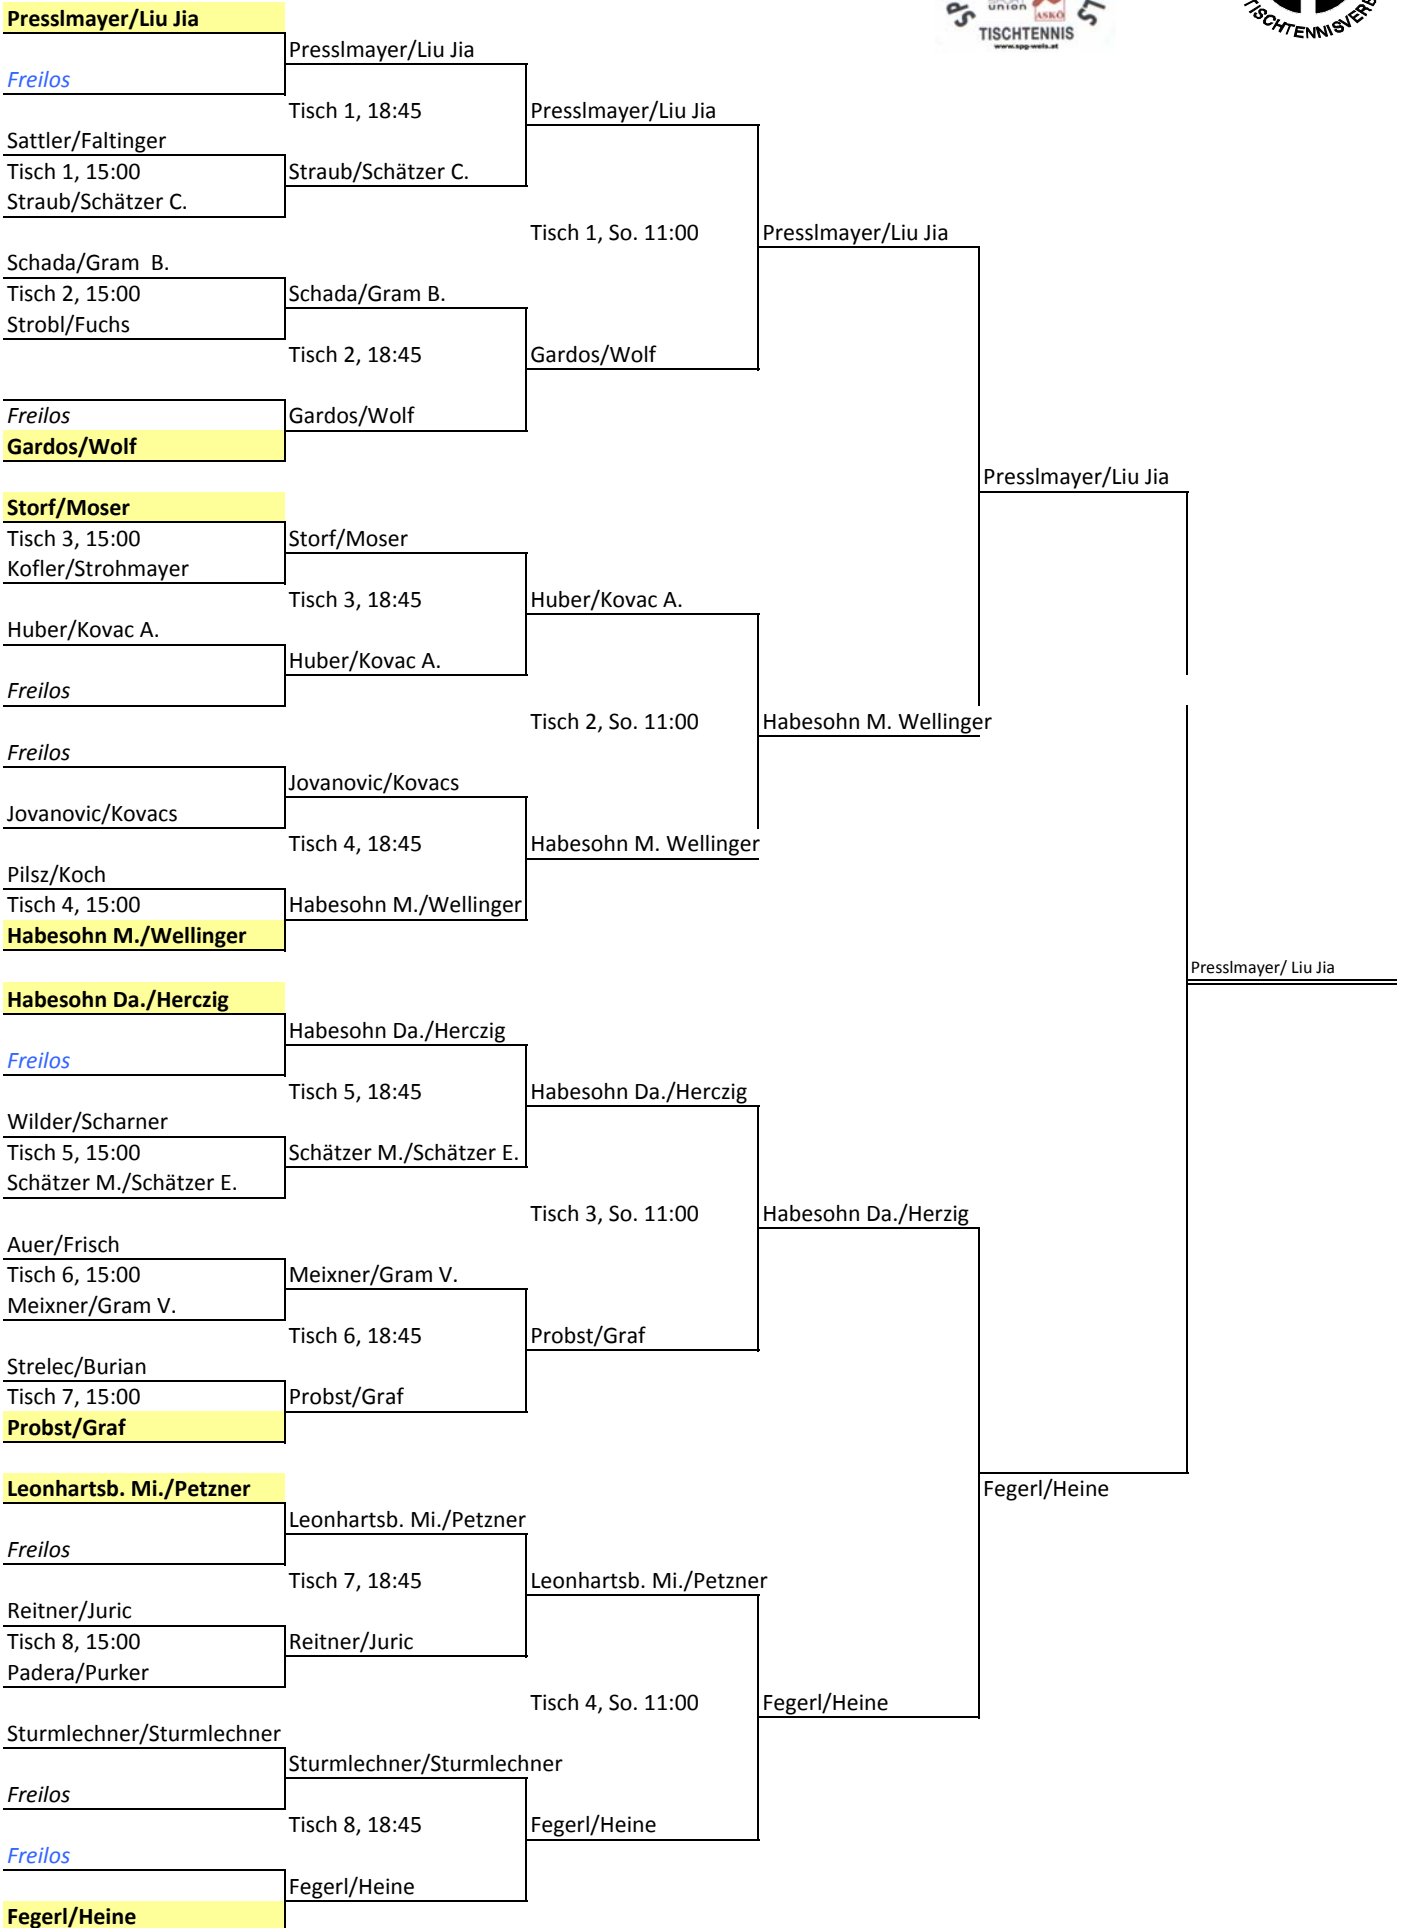 Presslmayer/Liu Jia
Presslmayer/Liu Jia
Freilos
Tisch 1, 18:45
Presslmayer/Liu Jia
Sattler/Faltinger
Tisch 1, 15:00
Straub/Schätzer C.
Straub/Schätzer C.
Tisch 1, So. 11:00
Presslmayer/Liu Jia
Schada/Gram  B.
Tisch 2, 15:00
Schada/Gram B.
Strobl/Fuchs
Tisch 2, 18:45
Gardos/Wolf
Freilos
Gardos/Wolf
Gardos/Wolf
Presslmayer/Liu Jia
Storf/Moser
Tisch 3, 15:00
Storf/Moser
Kofler/Strohmayer
Tisch 3, 18:45
Huber/Kovac A.
Huber/Kovac A.
Huber/Kovac A.
Freilos
Tisch 2, So. 11:00
Habesohn M. Wellinger
Freilos
Jovanovic/Kovacs
Jovanovic/Kovacs
Tisch 4, 18:45
Habesohn M. Wellinger
Pilsz/Koch
Tisch 4, 15:00
Habesohn M./Wellinger
Habesohn M./Wellinger
Presslmayer/ Liu Jia
Habesohn Da./Herczig
Habesohn Da./Herczig
Freilos
Tisch 5, 18:45
Habesohn Da./Herczig
Wilder/Scharner
Tisch 5, 15:00
Schätzer M./Schätzer E.
Schätzer M./Schätzer E.
Tisch 3, So. 11:00
Habesohn Da./Herzig
Auer/Frisch
Tisch 6, 15:00
Meixner/Gram V.
Meixner/Gram V.
Tisch 6, 18:45
Probst/Graf
Strelec/Burian
Tisch 7, 15:00
Probst/Graf
Probst/Graf
Leonhartsb. Mi./Petzner
Fegerl/Heine
Leonhartsb. Mi./Petzner
Freilos
Tisch 7, 18:45
Leonhartsb. Mi./Petzner
Reitner/Juric
Tisch 8, 15:00
Reitner/Juric
Padera/Purker
Tisch 4, So. 11:00
Fegerl/Heine
Sturmlechner/Sturmlechner
Sturmlechner/Sturmlechner
Freilos
Tisch 8, 18:45
Fegerl/Heine
Freilos
Fegerl/Heine
Fegerl/Heine
union
ASKÖ
TISCHTENNIS
www.spg-wels.at